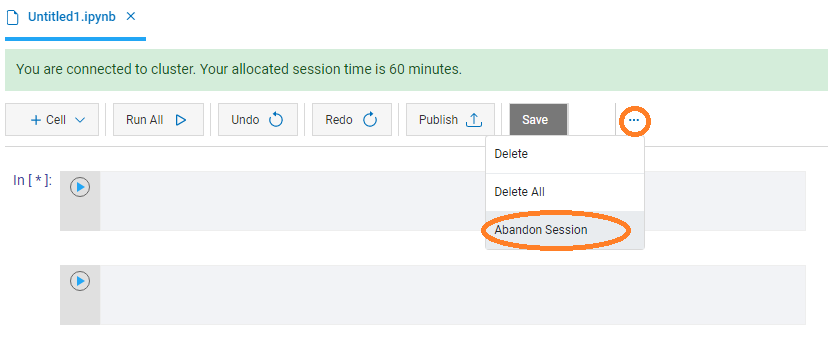 Untitled1.ipynb
You are connected to cluster. Your allocated session time is 60 minutes.
+ Cell Run All Undo Redo Publish Save ...
Delete
Delete All
Abandon Session
In [ * ]: